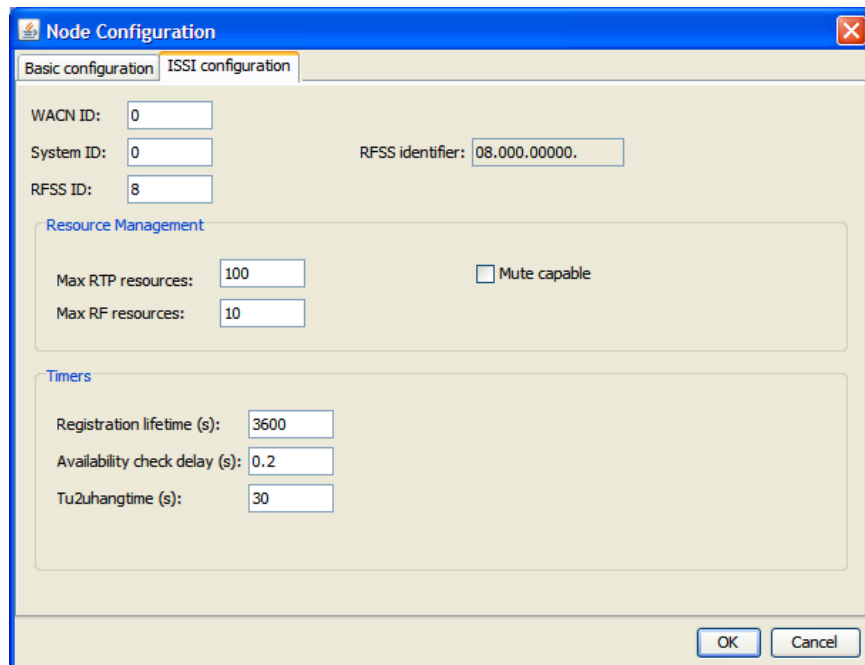 Node Configuration
Basic configuration ISSI configuration
WACN ID: 0
System ID: 0 RFSS identifier: 08.000.00000.
RFSS ID: 8
Resource Management
Max RTP resources: 100 Mute capable
Max RF resources: 10
Timers
Registration lifetime (s): 3600
Availability check delay (s): 0.2
Tu2uhangtime (s): 30
OK Cancel